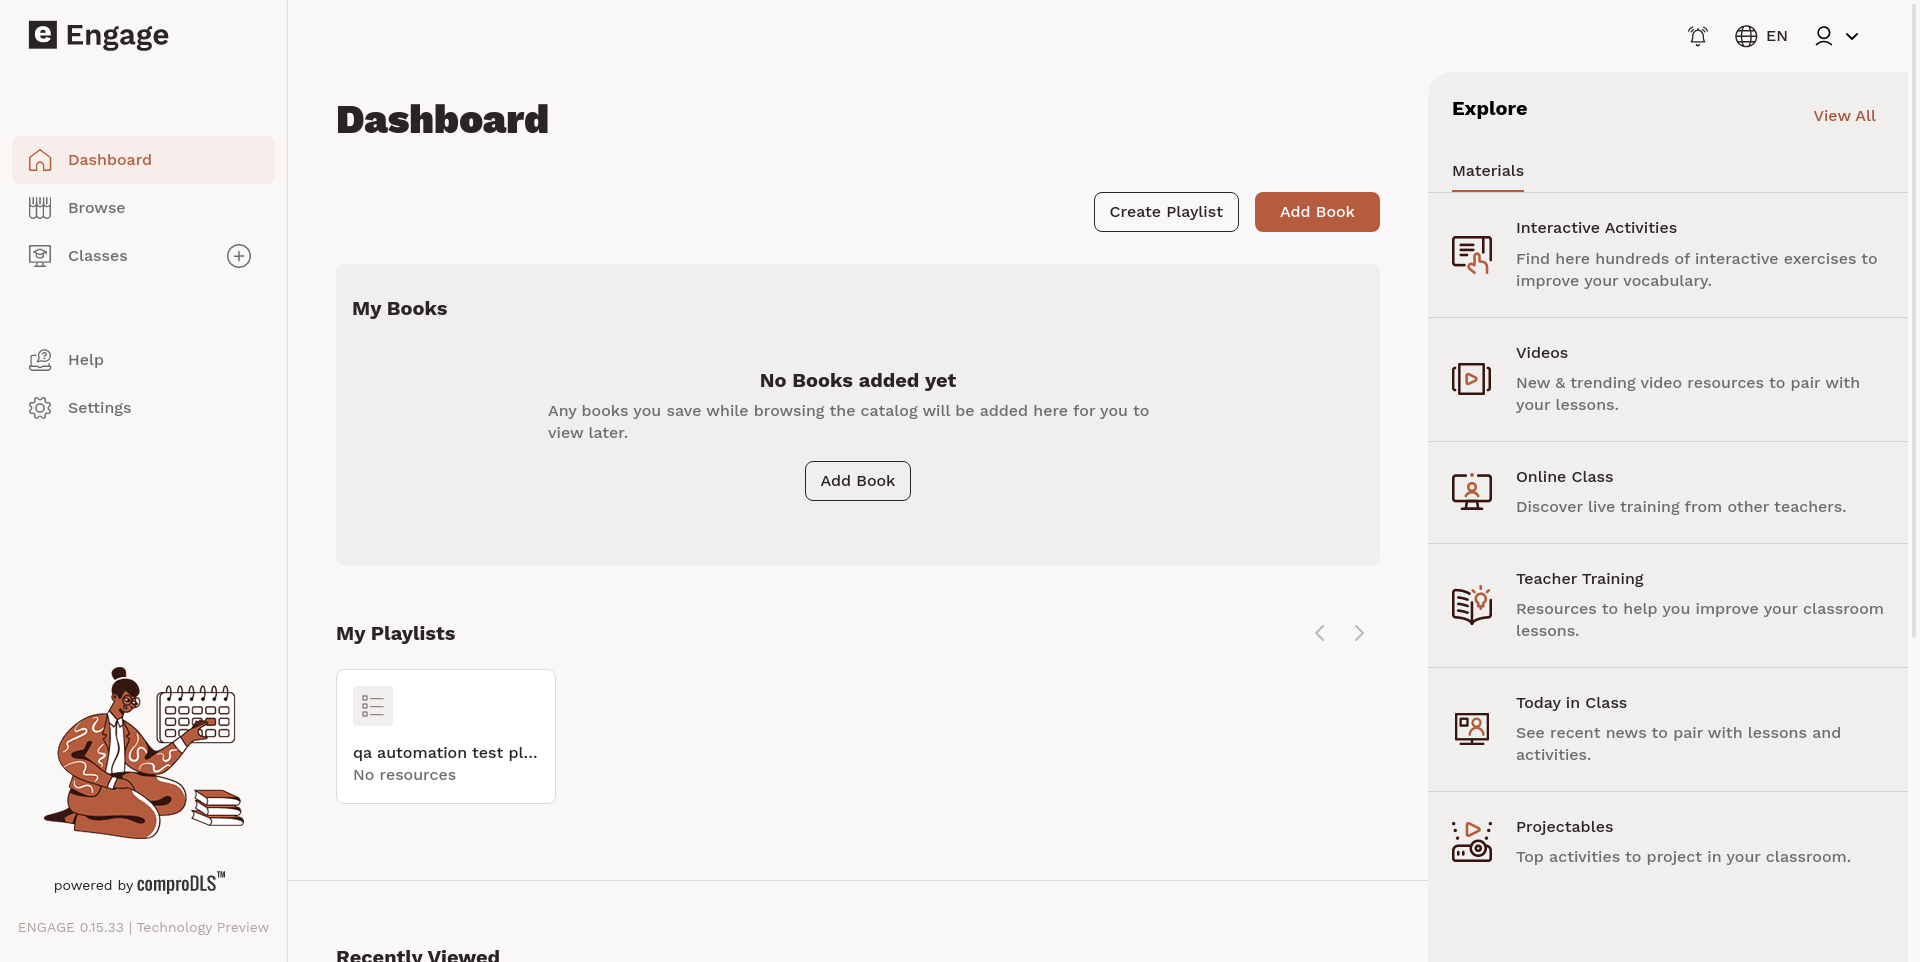 e Engage
EN
Dashboard
Browse
Classes
Help
Settings
powered by comproDLS™
ENGAGE 0.15.33 | Technology Preview
Dashboard
Create Playlist
Add Book
My Books
No Books added yet
Any books you save while browsing the catalog will be added here for you to
view later.
Add Book
My Playlists
qa automation test pl...
No resources
Recently Viewed
Explore
View All
Materials
Interactive Activities
Find here hundreds of interactive exercises to
improve your vocabulary.
Videos
New & trending video resources to pair with
your lessons.
Online Class
Discover live training from other teachers.
Teacher Training
Resources to help you improve your classroom
lessons.
Today in Class
See recent news to pair with lessons and
activities.
Projectables
Top activities to project in your classroom.